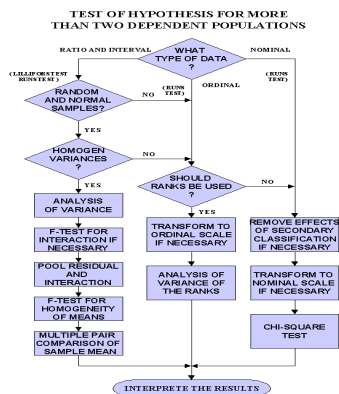 TEST OF HYPOTHESIS FOR MORE
THAN TWO DEPENDENT POPULATIONS
RATIO AND INTERVAL
WHAT
TYPE OF DATA
?
NOMINAL
(LILLIFORS TEST
RUNS TEST)
ORDINAL
(RUNS
TEST)
RANDOM
AND NORMAL
SAMPLES?
NO
(RUNS
TEST)
YES
HOMOGEN
VARIANCES
?
NO
SHOULD
RANKS BE USED
?
NO
YES
YES
ANALYSIS
OF VARIANCE
F-TEST FOR
INTERACTION IF
NECESSARY
TRANSFORM TO
ORDINAL SCALE
IF NECESSARY
REMOVE EFFECTS
OF SECONDARY
CLASSIFICATION
IF NECESSARY
POOL RESIDUAL
AND
INTERACTION
ANALYSIS OF
VARIANCE OF
THE RANKS
TRANSFORM TO
NOMINAL SCALE
IF NECESSARY
F-TEST FOR
HOMOGENEITY
OF MEANS
CHI-SQUARE
TEST
MULTIPLE PAIR
COMPARISON OF
SAMPLE MEAN
INTERPRETE THE RESULTS